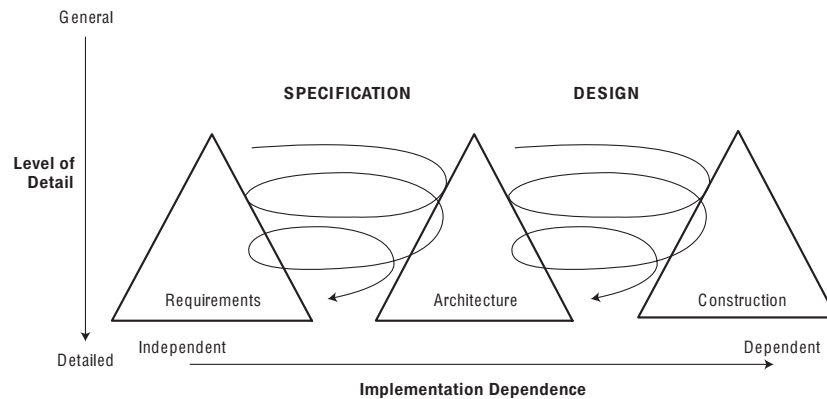 General
SPECIFICATION
DESIGN
Level of
Detail
Requirements
Architecture
Construction
Detailed
Independent
Dependent
Implementation Dependence